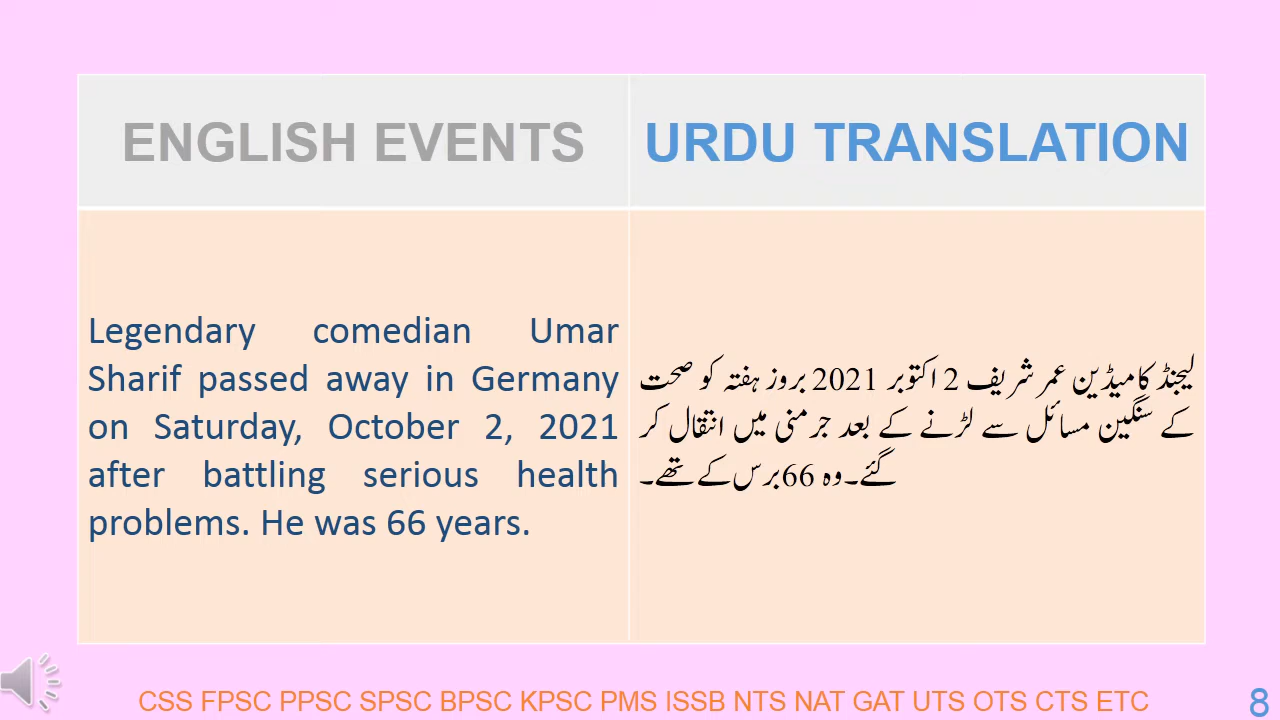 ENGLISH EVENTS
URDU TRANSLATION
Legendary comedian Umar
Sharif passed away in Germany
on Saturday, October 2, 2021
after battling serious health
problems. He was 66 years.
لیجنڈ کامیڈین عمر شریف 2 اکتوبر 2021 بروز ہفتہ کو صحت
کے سنگین مسائل سے لڑنے کے بعد جرمنی میں انتقال کر
گئے۔ وہ 66 برس کے تھے۔
CSS FPSC PPSC SPSC BPSC KPSC PMS ISSB NTS NAT GAT UTS OTS CTS ETC
8